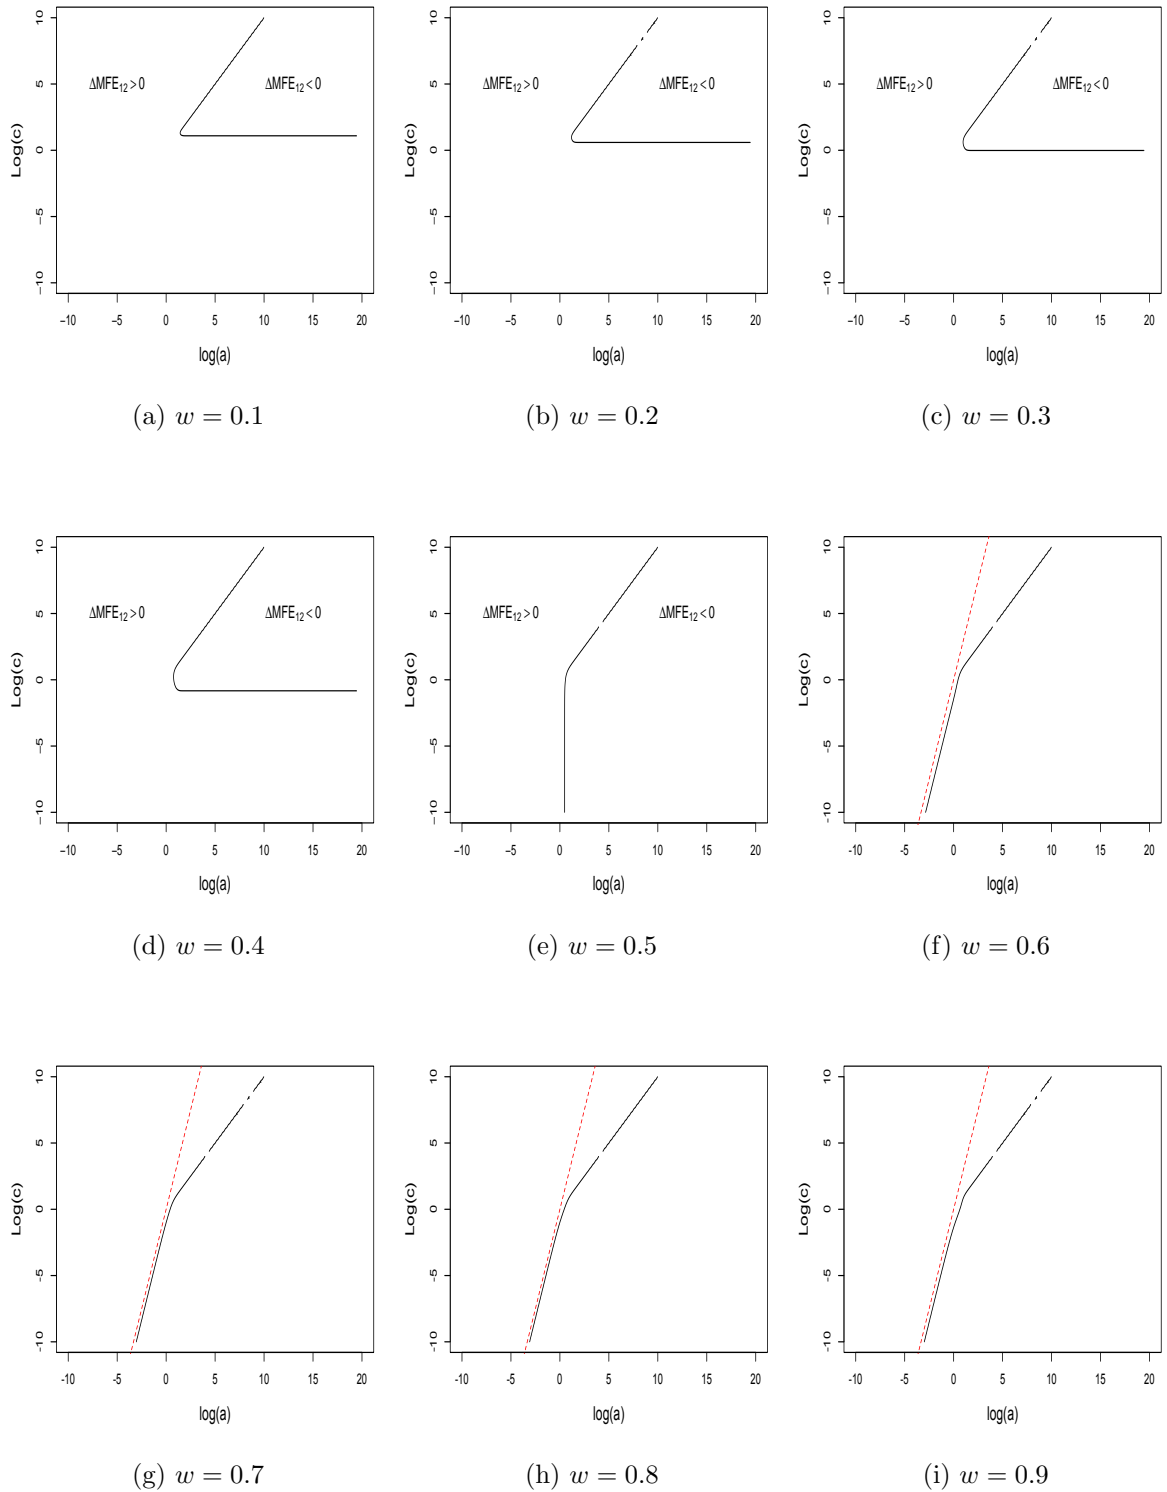 10
5
0
−5
−10
Log(c)
ΔMFE12 > 0
ΔMFE12 < 0
−10 −5 0 5 10 15 20
log(a)
(a) w = 0.1
10
5
0
−5
−10
Log(c)
ΔMFE12 > 0
ΔMFE12 < 0
−10 −5 0 5 10 15 20
log(a)
(b) w = 0.2
10
5
0
−5
−10
Log(c)
ΔMFE12 > 0
ΔMFE12 < 0
−10 −5 0 5 10 15 20
log(a)
(c) w = 0.3
10
5
0
−5
−10
Log(c)
ΔMFE12 > 0
ΔMFE12 < 0
−10 −5 0 5 10 15 20
log(a)
(d) w = 0.4
10
5
0
−5
−10
Log(c)
ΔMFE12 > 0
ΔMFE12 < 0
−10 −5 0 5 10 15 20
log(a)
(e) w = 0.5
10
5
0
−5
−10
Log(c)
-10 -5 0 5 10 15 20
log(a)
(f) w = 0.6
10
5
0
−5
−10
Log(c)
-10 -5 0 5 10 15 20
log(a)
(g) w = 0.7
10
5
0
−5
−10
Log(c)
-10 -5 0 5 10 15 20
log(a)
(h) w = 0.8
10
5
0
−5
−10
Log(c)
-10 -5 0 5 10 15 20
log(a)
(i) w = 0.9